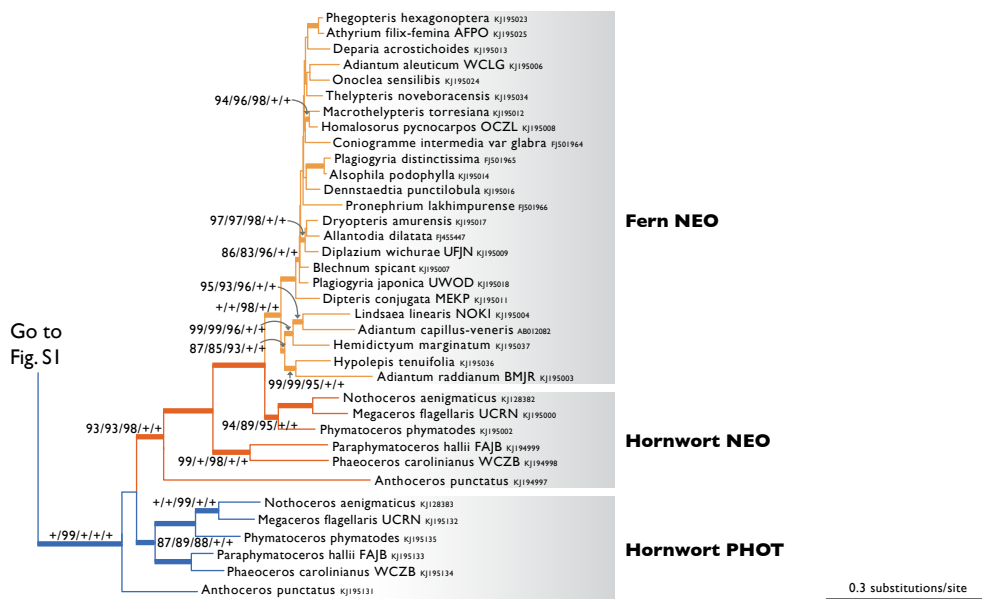 Phegopteris hexagonoptera KJ195023
Athyrium filix-femina AFPO KJ195025
Deparia acrostichoides KJ195013
Adiantum aleuticum WCLG KJ195006
Onoclea sensilibis KJ195024
Thelypteris noveboracensis KJ195034
94/96/98/+/+
Macrothelypteris torresiana KJ195012
Homalosorus pycnocarpos OCZL KJ195008
Coniogramme intermedia var glabra FJ501964
Plagiogyria distinctissima FJ501965
Alsophila podophylla KJ195014
Dennstaedtia punctilobula KJ195016
Pronephrium lakhimpurense FJ501966
97/97/98/+/+
Dryopteris amurensis KJ195017
Fern NEO
Allantodia dilatata FJ455447
86/83/96/+/+
Diplazium wichurae UFJN KJ195009
Blechnum spicant KJ195007
95/93/96/+/+
Plagiogyria japonica UWOD KJ195018
Dipteris conjugata MEKP KJ195011
+/+/98/+/+
Lindsaea linearis NOKI KJ195004
99/99/96/+/+
Adiantum capillus-veneris AB012082
Go to
Fig. S1
87/85/93/+/+
Hemidictyum marginatum KJ195037
Hypolepis tenuifolia KJ195036
Adiantum raddianum BMJR KJ195003
99/99/95/+/+
Nothoceros aenigmaticus KJ128382
Megaceros flagellaris UCRN KJ195000
94/89/95/+/+
Phymatoceros phymatodes KJ195002
93/93/98/+/+
Hornwort NEO
Paraphymatoceros hallii FAJB KJ194999
99/+/98/+/+
Phaeoceros carolinianus WCZB KJ194998
Anthoceros punctatus KJ194997
+/+/99/+/+
Nothoceros aenigmaticus KJ128383
Megaceros flagellaris UCRN KJ195132
+/99/+/+/+
Phymatoceros phymatodes KJ195135
87/89/88/+/+
Hornwort PHOT
Paraphymatoceros hallii FAJB KJ195133
Phaeoceros carolinianus WCZB KJ195134
Anthoceros punctatus KJ195131
0.3 substitutions/site